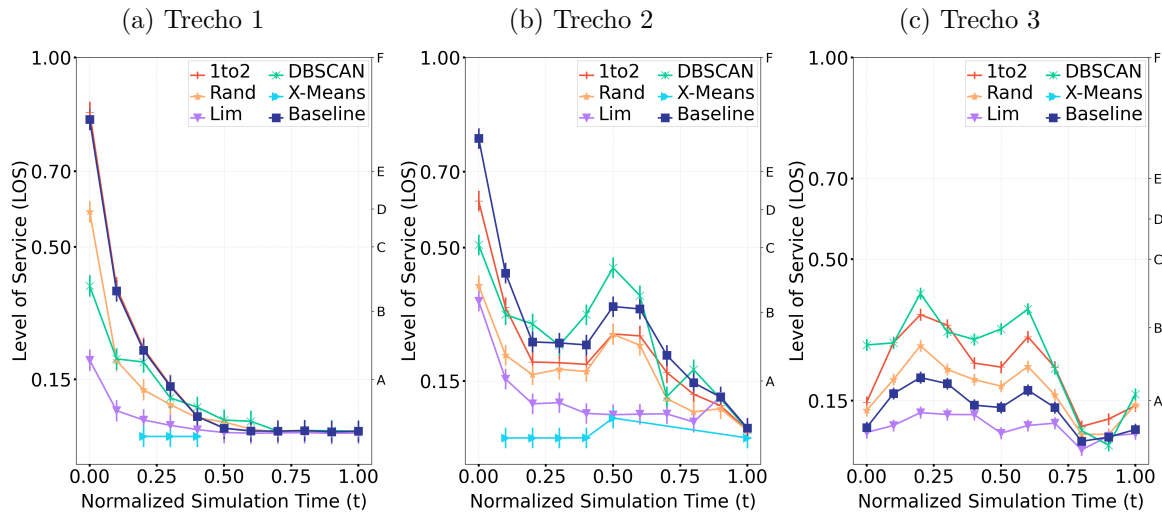 (a) Trecho 1
1.00
0.70
0.50
0.15
Level of Service (LOS)
1to2
Rand
Lim
DBSCAN
X-Means
Baseline
F
E
D
C
B
A
0.00 0.25 0.50 0.75 1.00
Normalized Simulation Time (t)
(b) Trecho 2
1.00
0.70
0.50
0.15
Level of Service (LOS)
1to2
Rand
Lim
DBSCAN
X-Means
Baseline
F
E
D
C
B
A
0.00 0.25 0.50 0.75 1.00
Normalized Simulation Time (t)
(c) Trecho 3
1.00
0.70
0.50
0.15
Level of Service (LOS)
1to2
Rand
Lim
DBSCAN
X-Means
Baseline
F
E
D
C
B
A
0.00 0.25 0.50 0.75 1.00
Normalized Simulation Time (t)